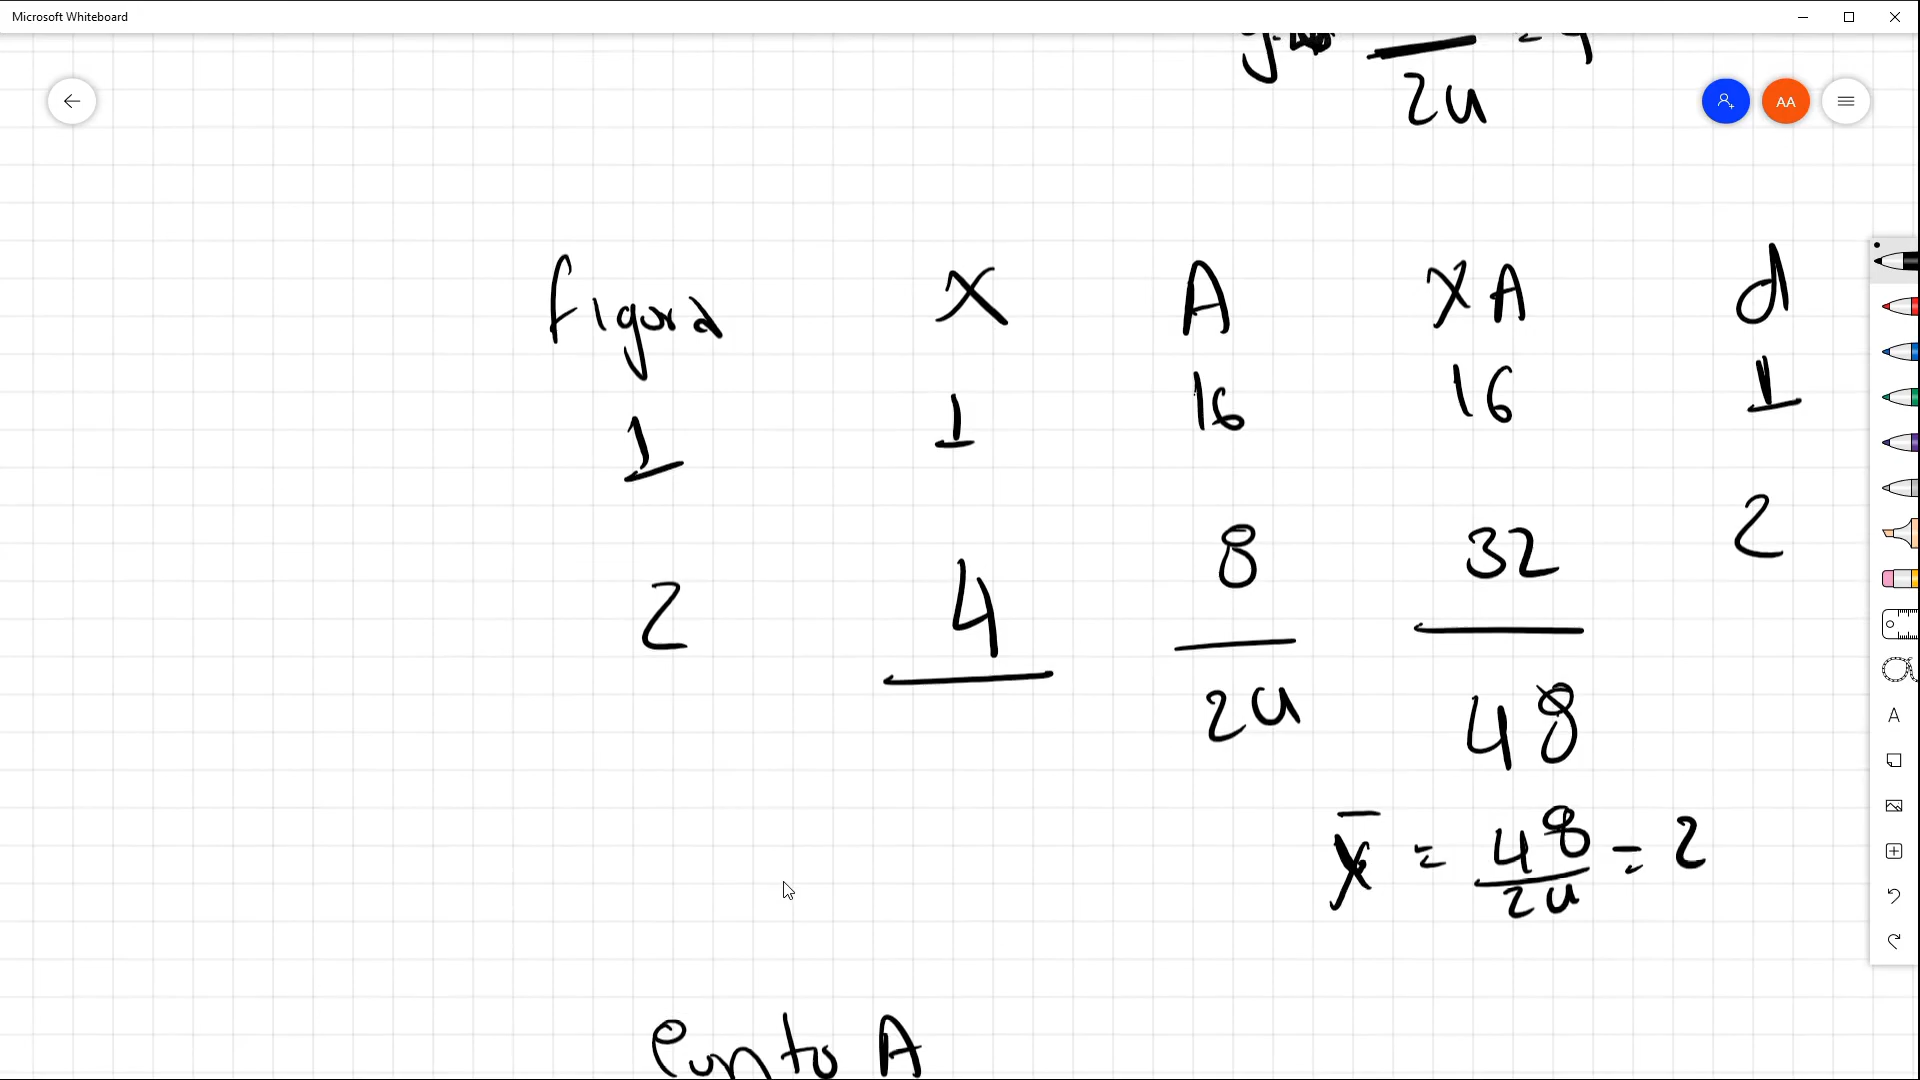 Microsoft Whiteboard
24
AA
figura X A XA d
1 1 16 16 1
2 4 8 32 2
24 48
x̄ = 48/24 = 2
Punto A
A